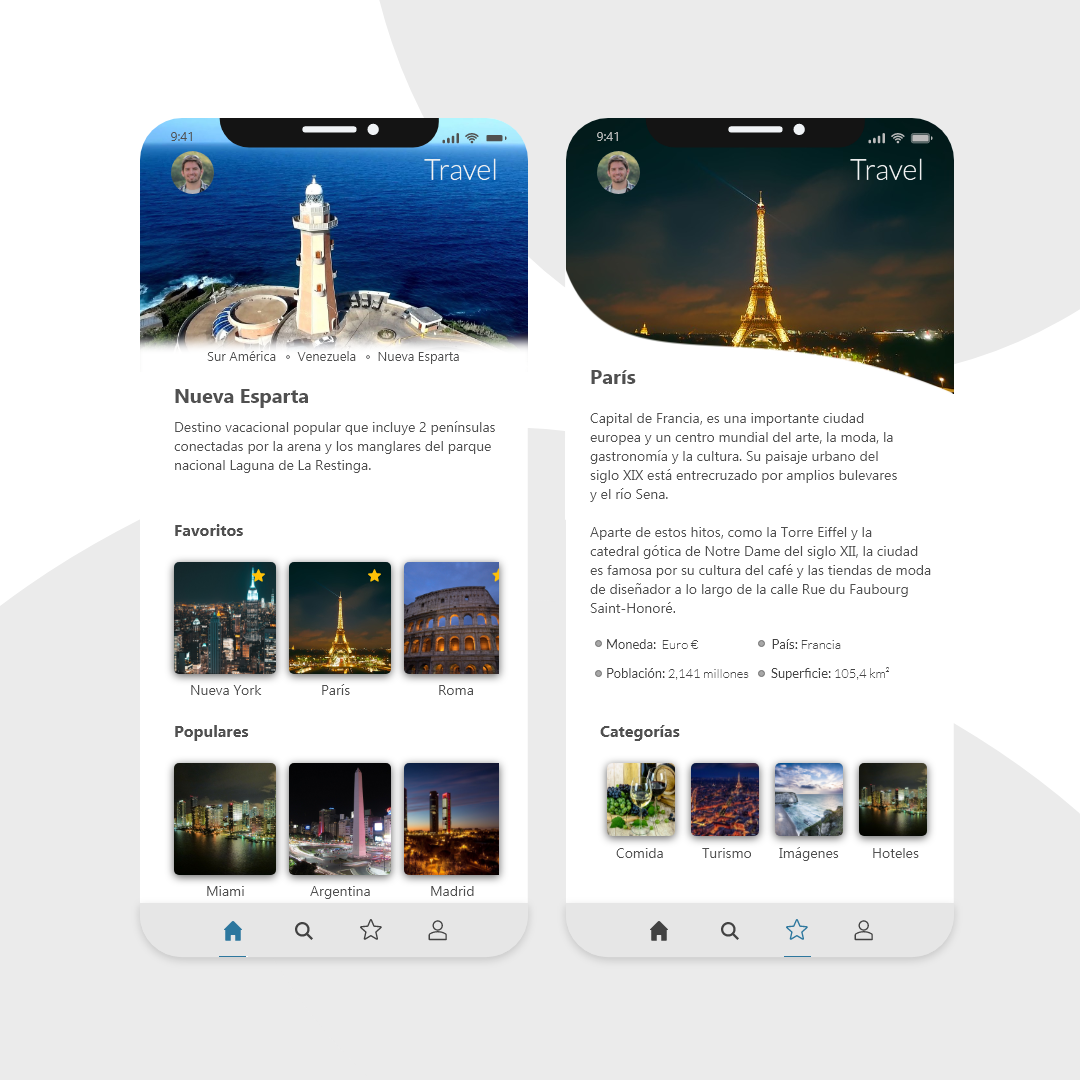 9:41
Travel
Sur América ∘ Venezuela ∘ Nueva Esparta
Nueva Esparta
Destino vacacional popular que incluye 2 penínsulas
conectadas por la arena y los manglares del parque
nacional Laguna de La Restinga.
Favoritos
Nueva York París Roma
Populares
Miami Argentina Madrid
9:41
Travel
París
Capital de Francia, es una importante ciudad
europea y un centro mundial del arte, la moda, la
gastronomía y la cultura. Su paisaje urbano del
siglo XIX está entrecruzado por amplios bulevares
y el río Sena.
Aparte de estos hitos, como la Torre Eiffel y la
catedral gótica de Notre Dame del siglo XII, la ciudad
es famosa por su cultura del café y las tiendas de moda
de diseñador a lo largo de la calle Rue du Faubourg
Saint-Honoré.
Moneda: Euro € País: Francia
Población: 2,141 millones Superficie: 105,4 km²
Categorías
Comida Turismo Imágenes Hoteles